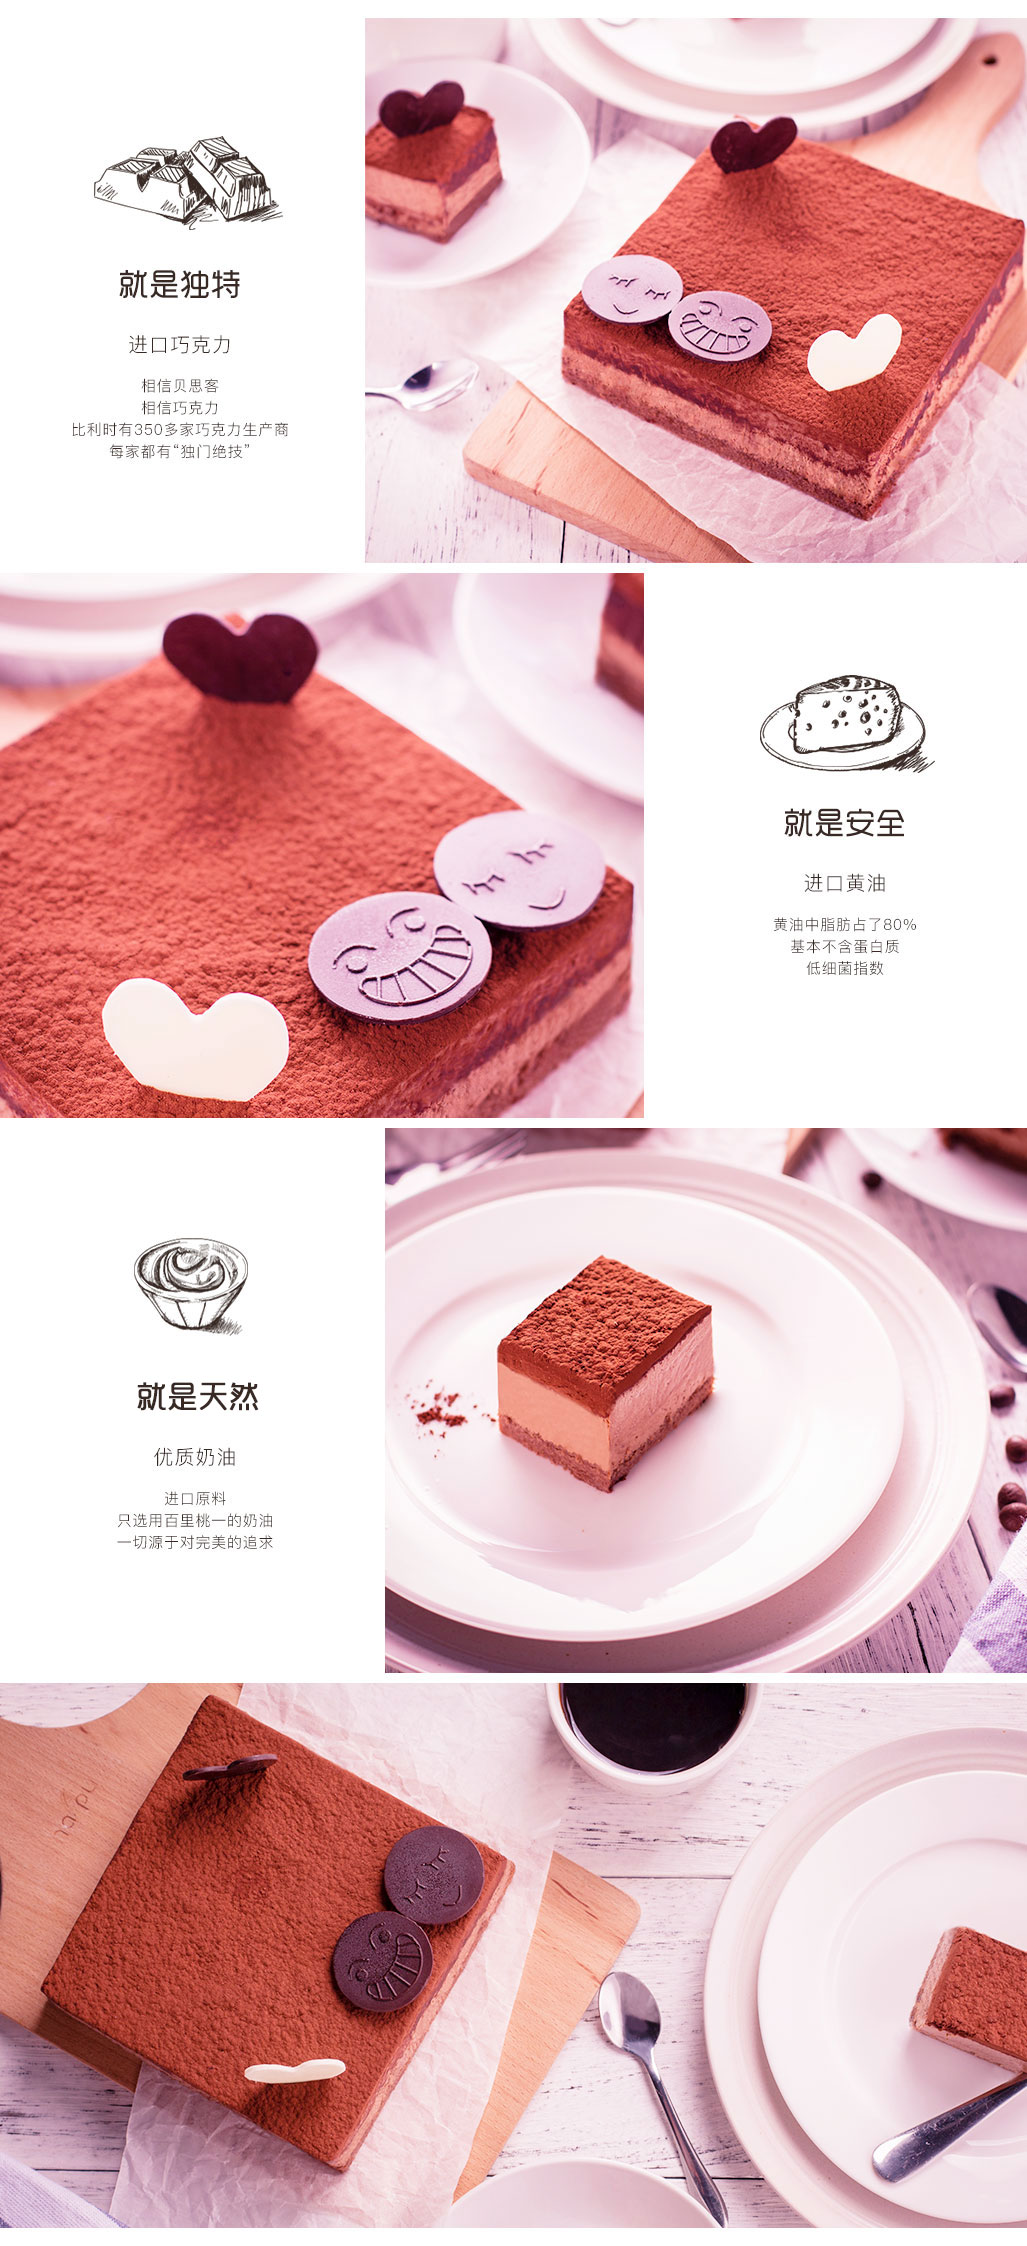 就是独特
进口巧克力
相信贝思客
相信巧克力
比利时有350多家巧克力生产商
每家都有“独门绝技”
就是安全
进口黄油
黄油中脂肪占了80%
基本不含蛋白质
低细菌指数
就是天然
优质奶油
进口原料
只选用百里桃一的奶油
一切源于对完美的追求